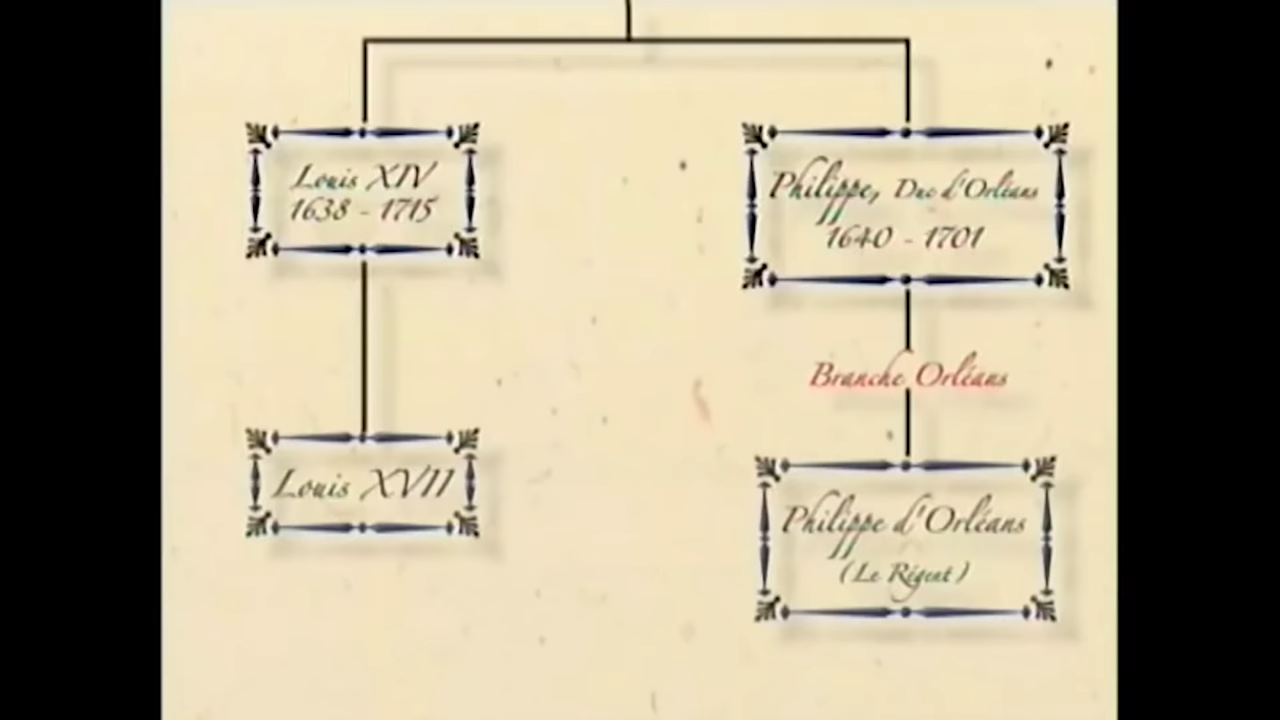 Louis XIV
1638 - 1715
Philippe, Duc d'Orléans
1640 - 1701
Branche Orléans
Louis XVII
Philippe d'Orléans
(Le Régent)